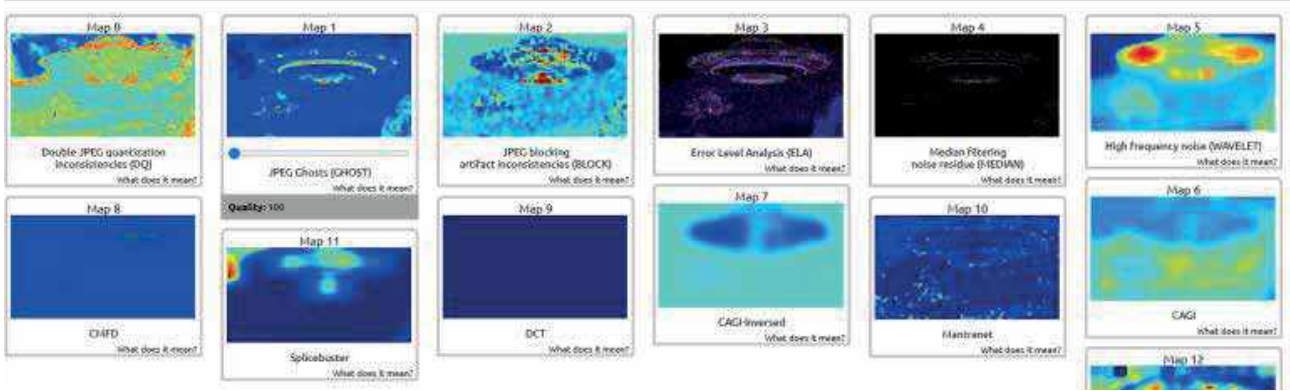 Map 0
Double JPEG quantization
inconsistencies (DQ)
What does it mean?
Map 1
JPEG Ghosts (GHOST)
What does it mean?
Quality: 100
Map 2
JPEG blocking
artifact inconsistencies (BLOCK)
What does it mean?
Map 3
Error Level Analysis (ELA)
What does it mean?
Map 4
Median Filtering
noise residue (MEDIAN)
What does it mean?
Map 5
High frequency noise (WAVELET)
What does it mean?
Map 8
CMFD
What does it mean?
Map 11
Splicebuster
What does it mean?
Map 9
DCT
What does it mean?
Map 7
CAGI-Inversed
What does it mean?
Map 10
Mantranet
What does it mean?
Map 6
CAGI
What does it mean?
Map 12